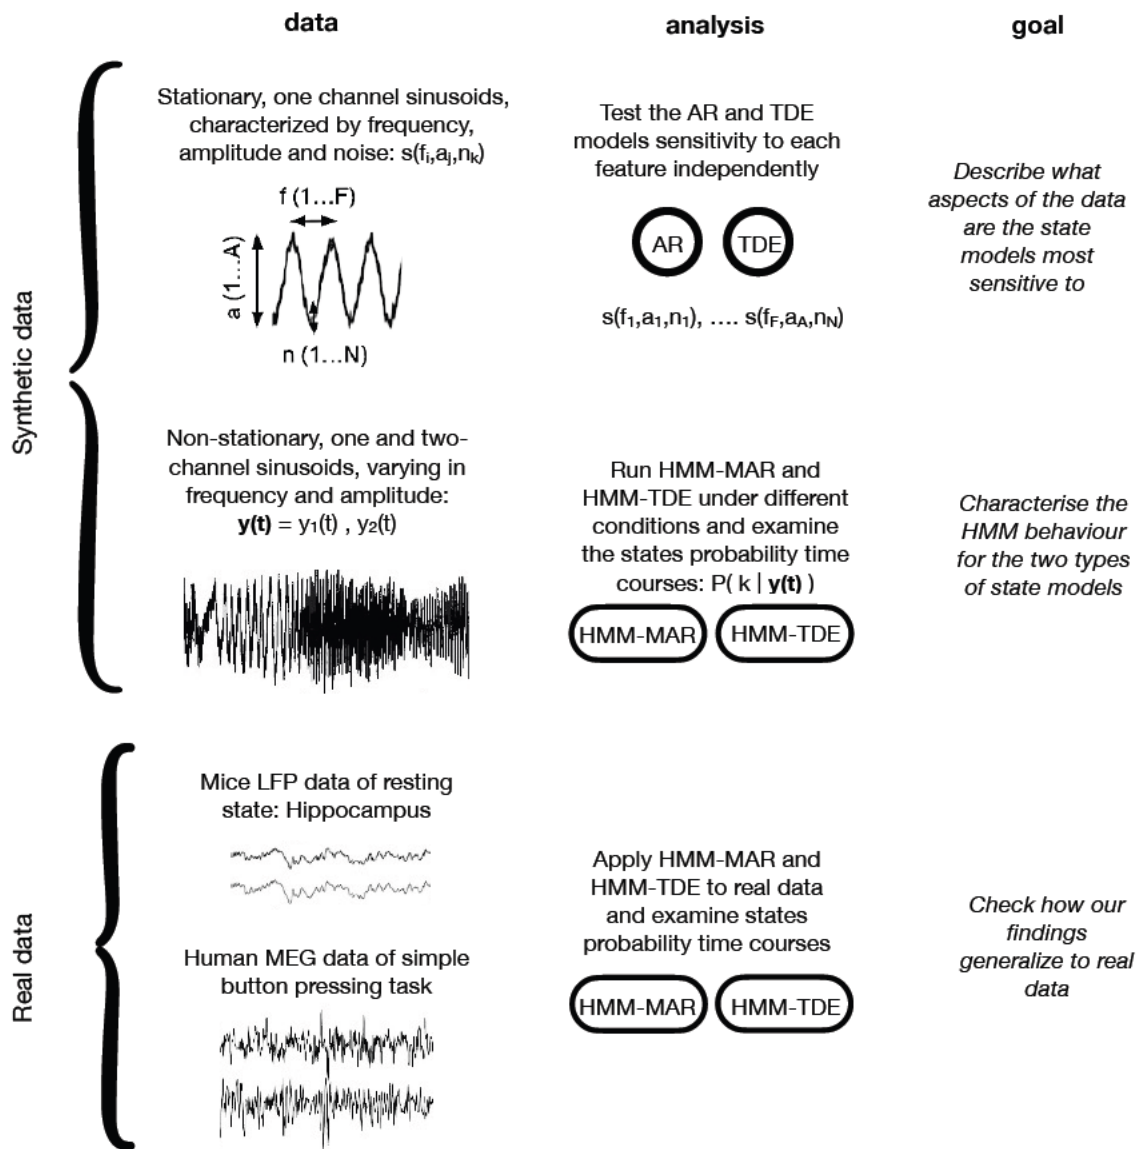 data
analysis
goal
Synthetic data
Stationary, one channel sinusoids,
characterized by frequency,
amplitude and noise: s(fᵢ,aⱼ,nₖ)
f (1...F)
a (1...A)
n (1...N)
Test the AR and TDE
models sensitivity to each
feature independently
AR
TDE
s(f₁,a₁,n₁), .... s(f_F,a_A,n_N)
Describe what
aspects of the data
are the state
models most
sensitive to
Non-stationary, one and two-
channel sinusoids, varying in
frequency and amplitude:
y(t) = y₁(t) , y₂(t)
Run HMM-MAR and
HMM-TDE under different
conditions and examine
the states probability time
courses: P( k | y(t) )
HMM-MAR
HMM-TDE
Characterise the
HMM behaviour
for the two types
of state models
Real data
Mice LFP data of resting
state: Hippocampus
Human MEG data of simple
button pressing task
Apply HMM-MAR and
HMM-TDE to real data
and examine states
probability time courses
HMM-MAR
HMM-TDE
Check how our
findings
generalize to real
data